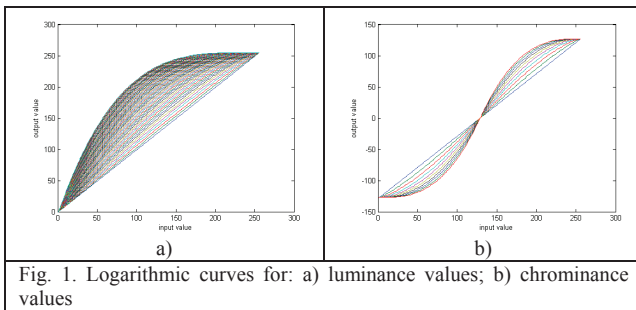 300
250
200
150
100
50
0
0 50 100 150 200 250 300
output value
input value
a)
150
100
50
0
-50
-100
-150
0 50 100 150 200 250 300
output value
input value
b)
Fig. 1. Logarithmic curves for: a) luminance values; b) chrominance
values